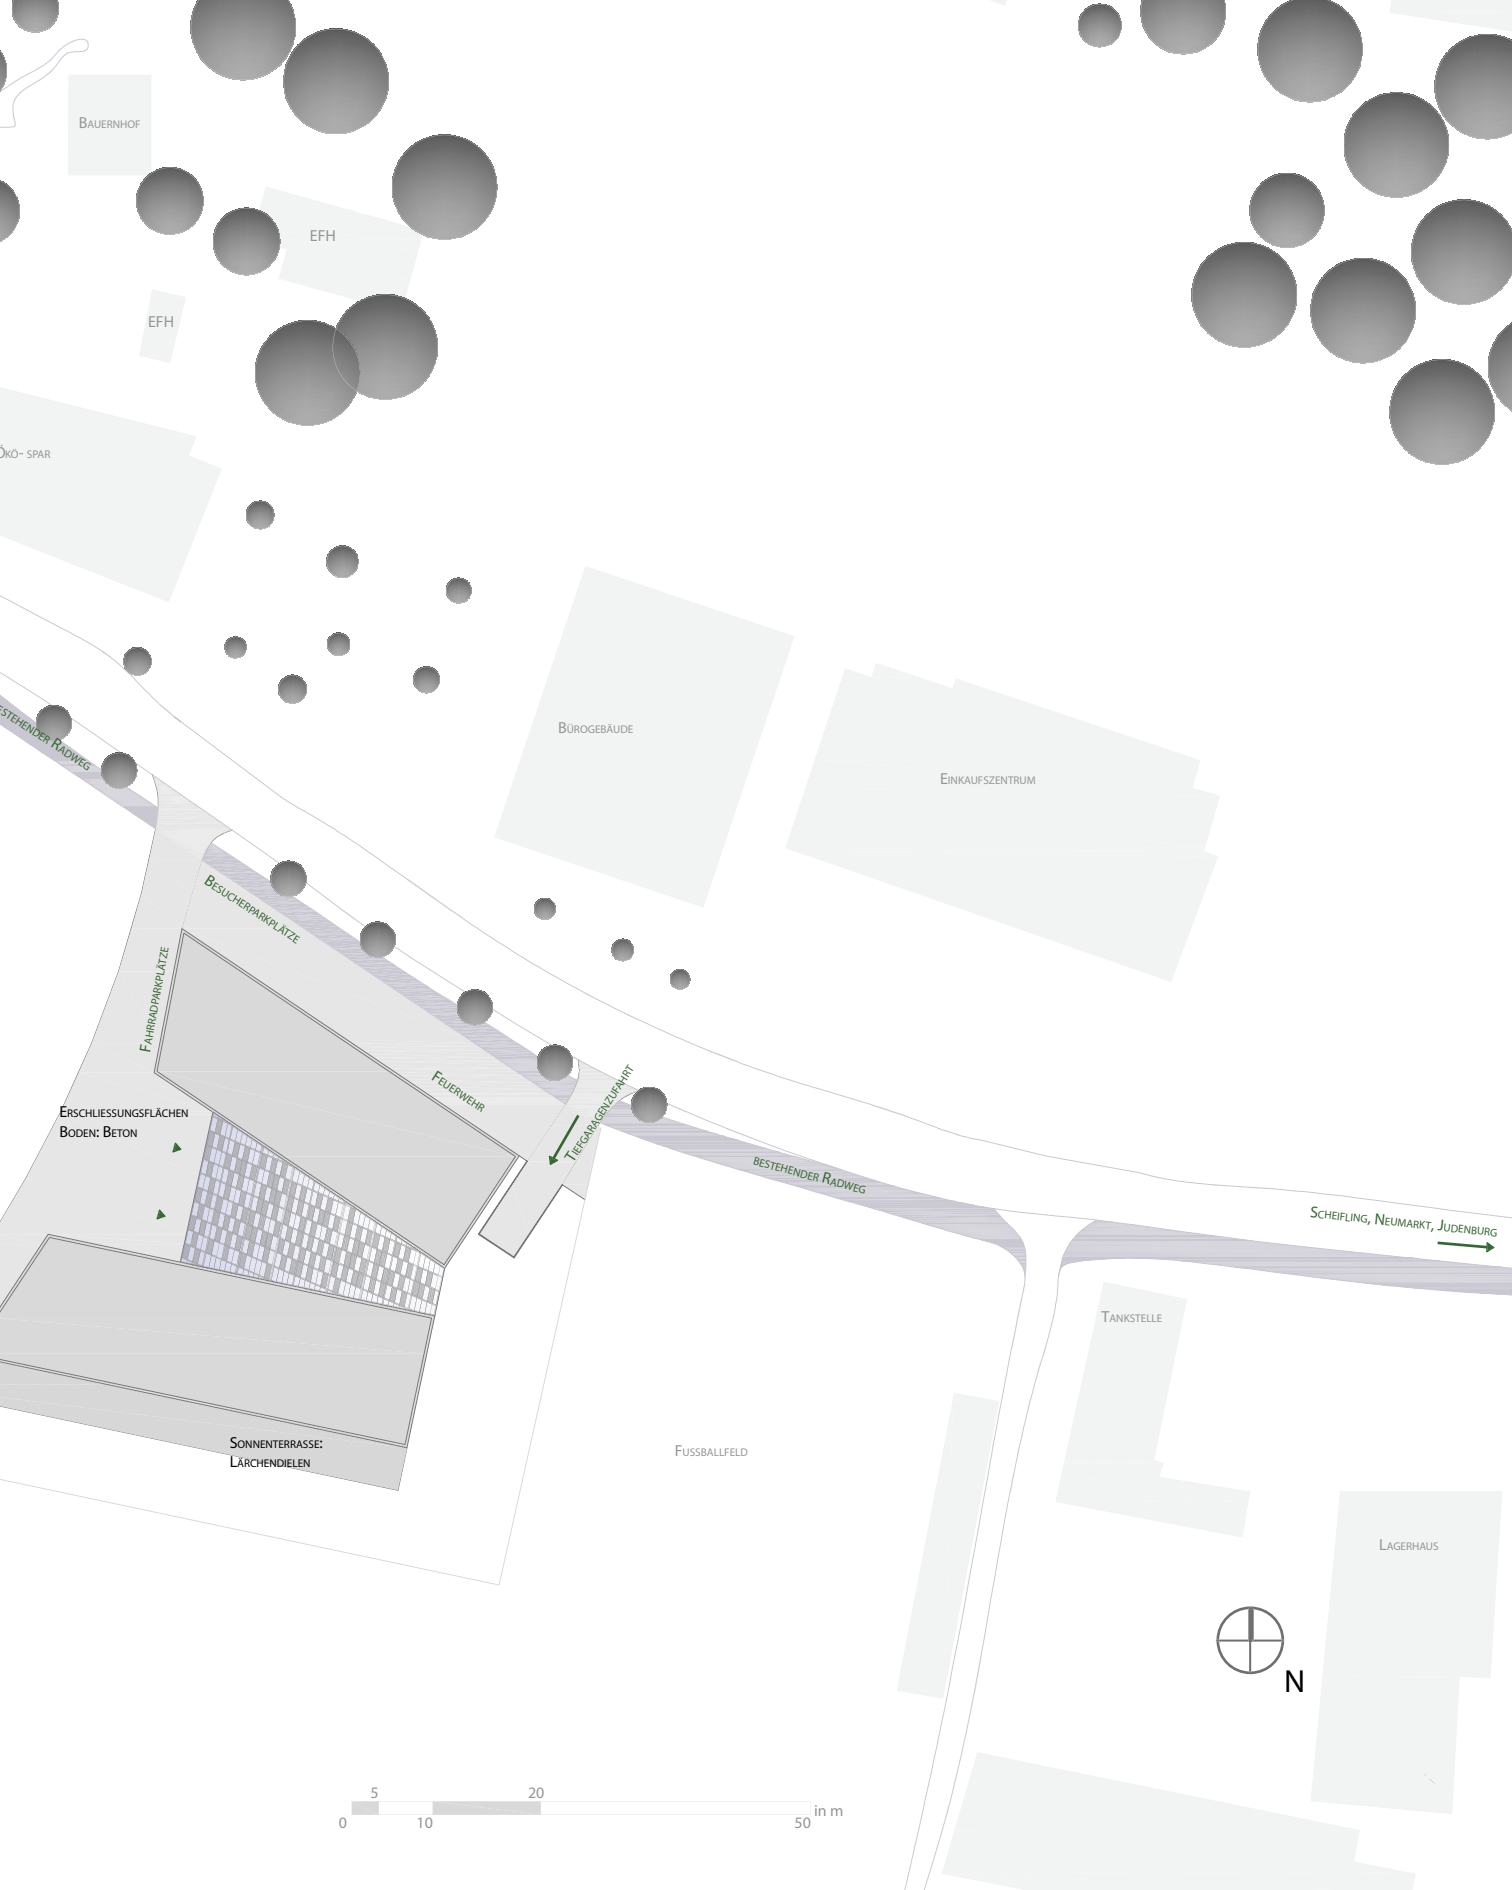 Bauernhof
EFH
EFH
Öko- spar
Bürogebäude
bestehender Radweg
Einkaufszentrum
Besucherparkplätze
Fahrradparkplätze
Feuerwehr
Tiefgaragenzufahrt
Erschliessungsflächen
Boden: Beton
bestehender Radweg
Scheifling, Neumarkt, Judenburg
Tankstelle
Sonnenterrasse:
Lärchendielen
Fussballfeld
Lagerhaus
N
5 20
0 10 50 in m